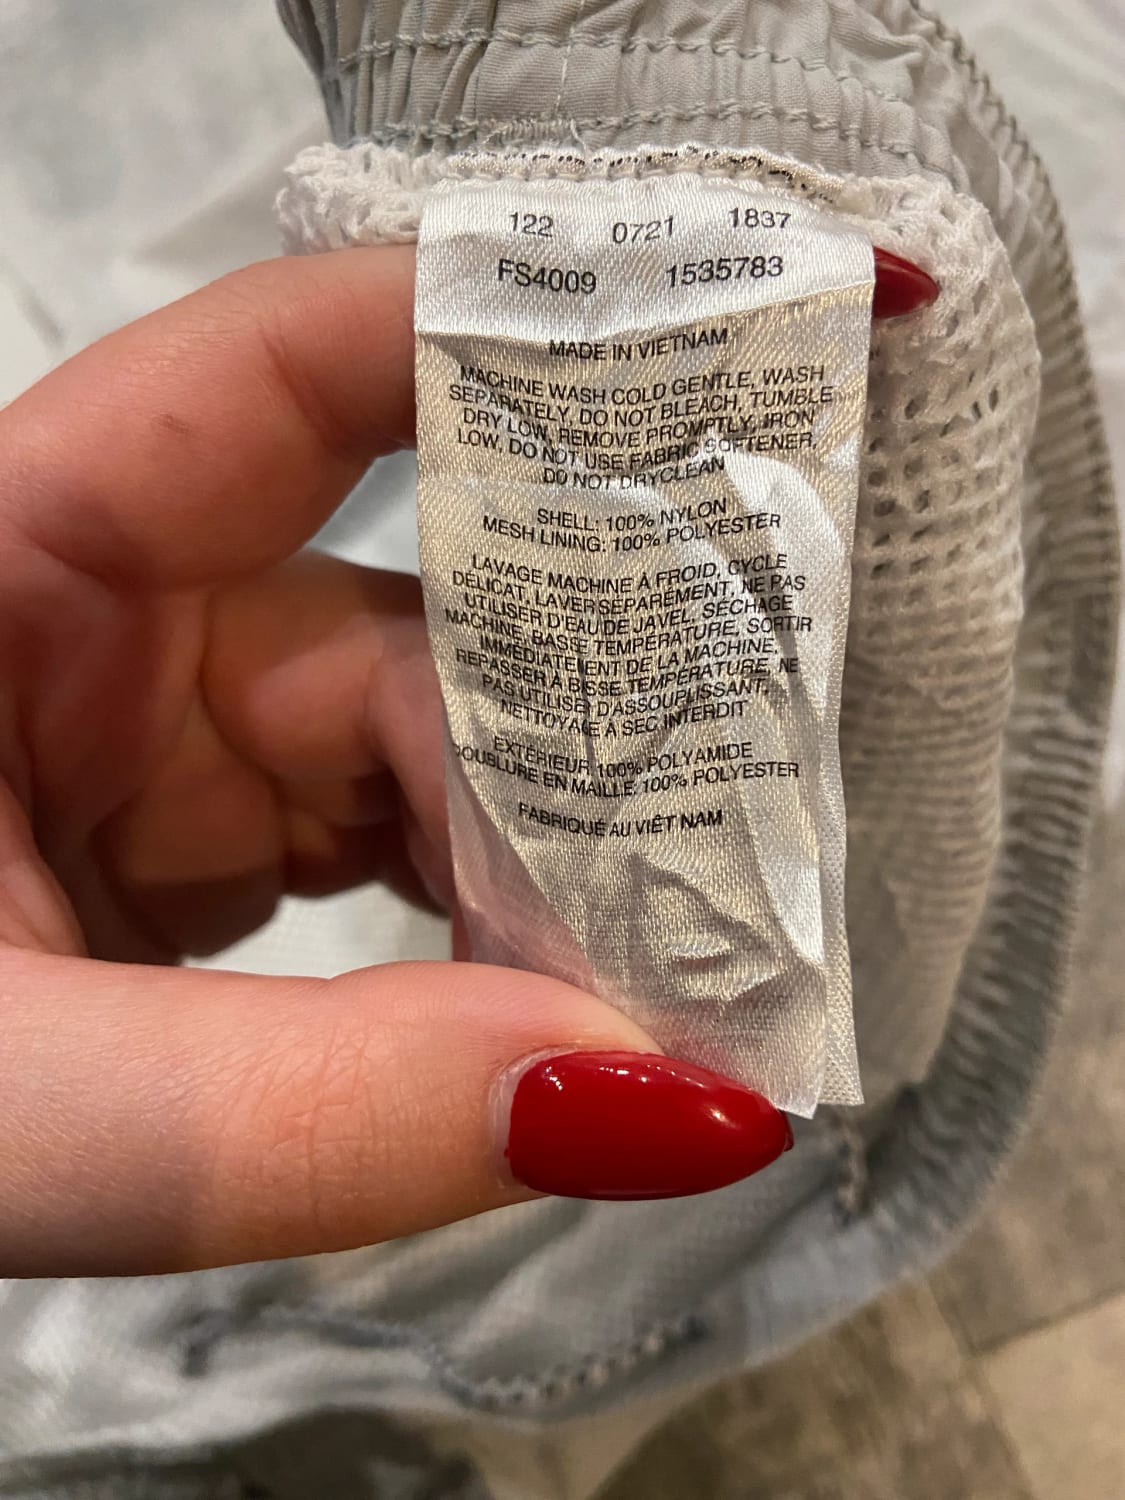 122 0721 1837
FS4009 1535783
MADE IN VIETNAM
MACHINE WASH COLD GENTLE, WASH
SEPARATELY, DO NOT BLEACH, TUMBLE
DRY LOW, REMOVE PROMPTLY, IRON
LOW, DO NOT USE FABRIC SOFTENER,
DO NOT DRYCLEAN
SHELL: 100% NYLON
MESH LINING: 100% POLYESTER
LAVAGE MACHINE À FROID, CYCLE
DÉLICAT, LAVER SÉPARÉMENT, NE PAS
UTILISER D'EAU DE JAVEL, SÉCHAGE
MACHINE, BASSE TEMPÉRATURE, SORTIR
IMMÉDIATEMENT DE LA MACHINE,
REPASSER À BISSE TEMPÉRATURE, NE
PAS UTILISER D'ASSOUPLISSANT,
NETTOYAGE À SEC INTERDIT
EXTÉRIEUR: 100% POLYAMIDE
DOUBLURE EN MAILLE: 100% POLYESTER
FABRIQUÉ AU VIÊT NAM